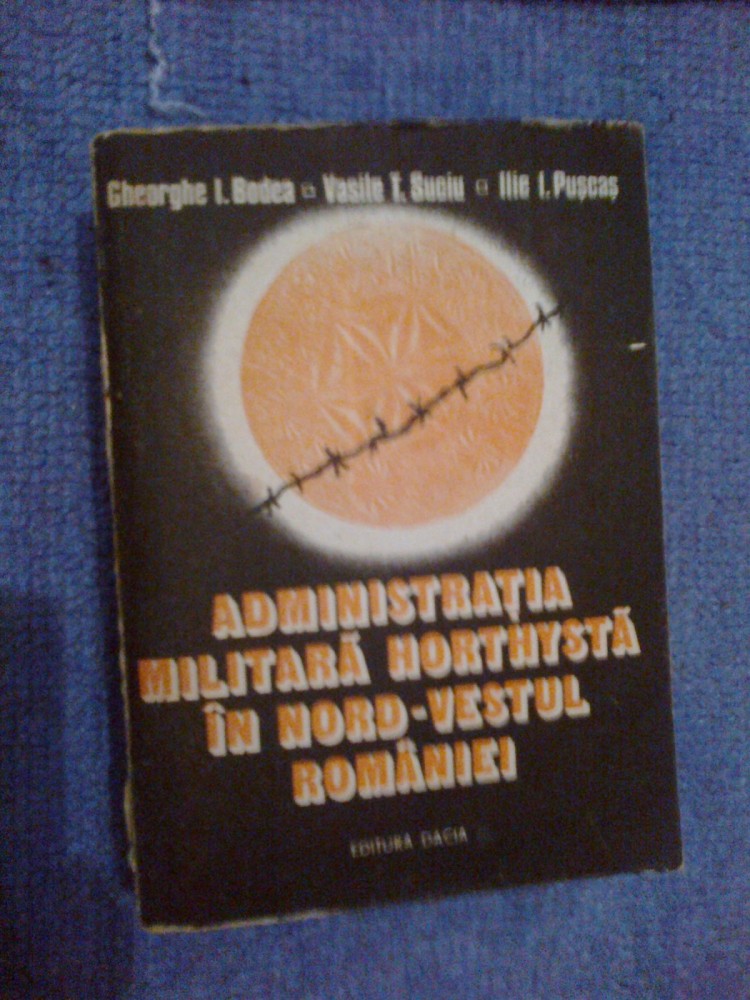 Gheorghe I. Bodea ▫ Vasile T. Suciu ▫ Ilie I. Pușcaș
ADMINISTRAȚIA
MILITARĂ HORTHYSTĂ
ÎN NORD-VESTUL
ROMÂNIEI
EDITURA DACIA